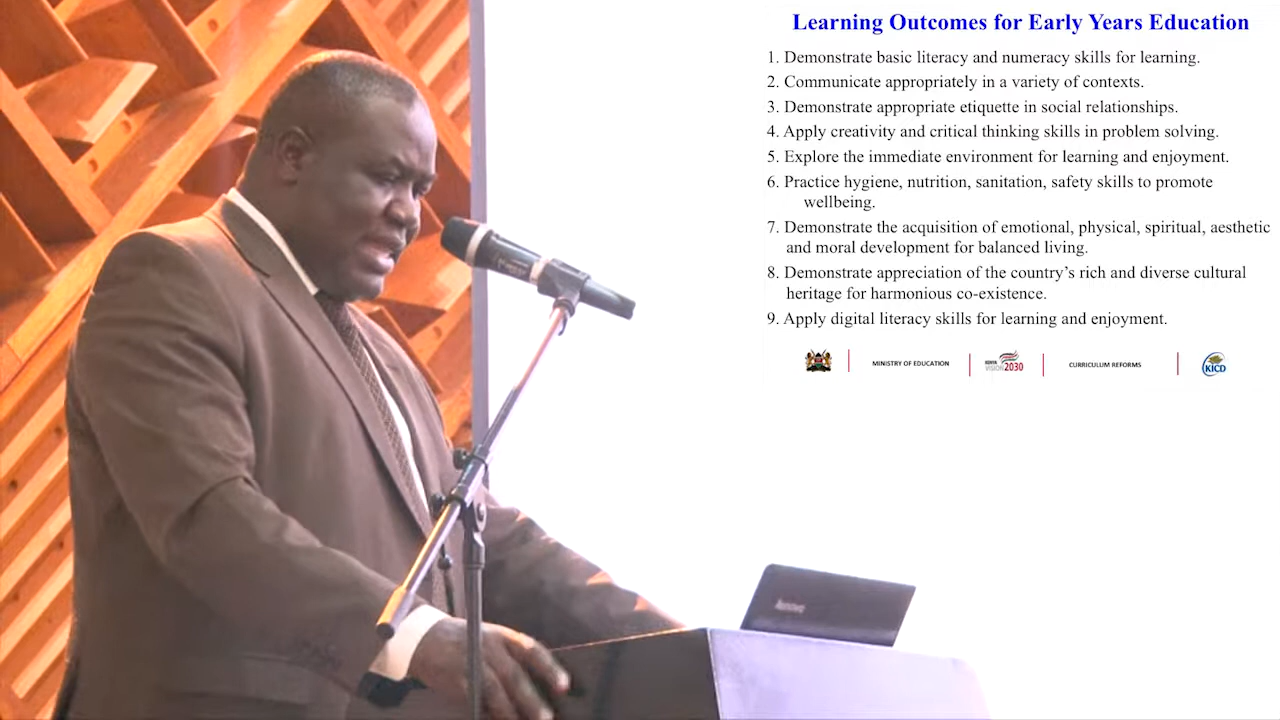 Learning Outcomes for Early Years Education
1. Demonstrate basic literacy and numeracy skills for learning.
2. Communicate appropriately in a variety of contexts.
3. Demonstrate appropriate etiquette in social relationships.
4. Apply creativity and critical thinking skills in problem solving.
5. Explore the immediate environment for learning and enjoyment.
6. Practice hygiene, nutrition, sanitation, safety skills to promote
wellbeing.
7. Demonstrate the acquisition of emotional, physical, spiritual, aesthetic
and moral development for balanced living.
8. Demonstrate appreciation of the country’s rich and diverse cultural
heritage for harmonious co-existence.
9. Apply digital literacy skills for learning and enjoyment.
MINISTRY OF EDUCATION
KENYA
VISION 2030
CURRICULUM REFORMS
KICD
lenovo